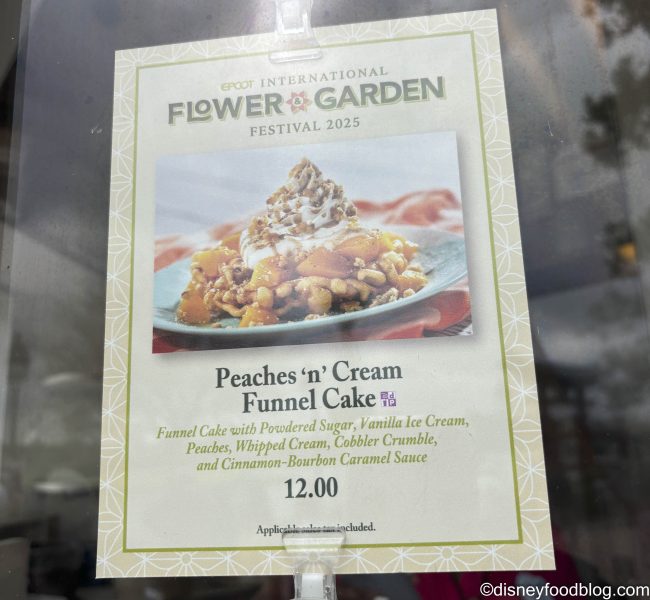 EPCOT INTERNATIONAL
FLOWER & GARDEN
FESTIVAL 2025
Peaches 'n' Cream
Funnel Cake
Funnel Cake with Powdered Sugar, Vanilla Ice Cream,
Peaches, Whipped Cream, Cobbler Crumble,
and Cinnamon-Bourbon Caramel Sauce
12.00
Applicable sales tax included.
©disneyfoodblog.com